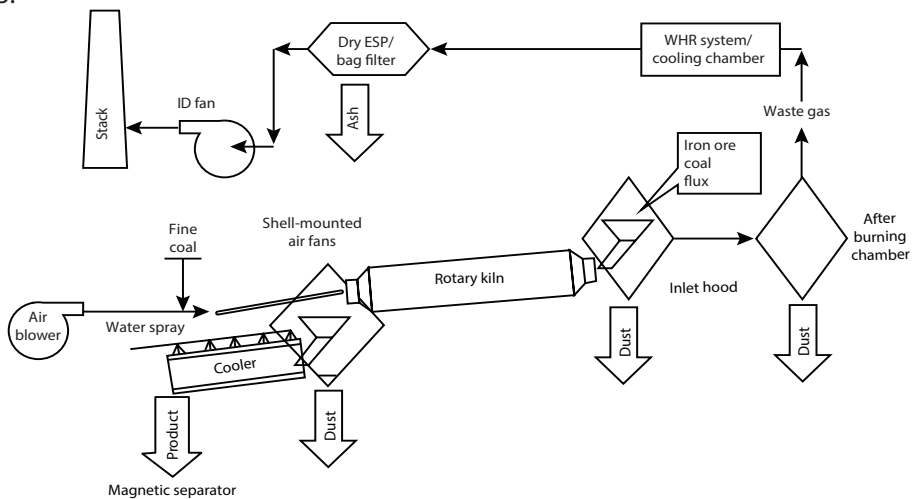 Stack
ID fan
Dry ESP/
bag filter
Ash
WHR system/
cooling chamber
Waste gas
Iron ore
coal
flux
After
burning
chamber
Inlet hood
Dust
Dust
Shell-mounted
air fans
Rotary kiln
Fine
coal
Air
blower
Water spray
Cooler
Product
Dust
Magnetic separator